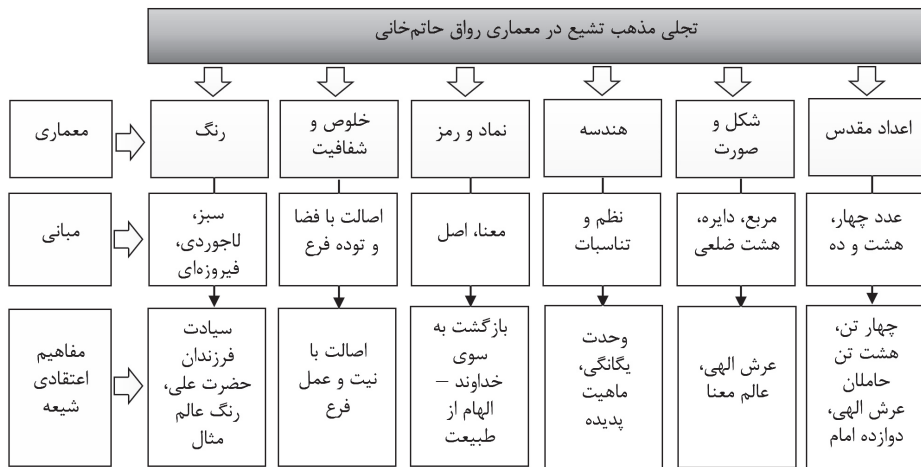 تجلی مذهب تشیع در معماری رواق حاتم‌خانی
اعداد مقدس
شکل و
صورت
هندسه
نماد و رمز
خلوص و
شفافیت
رنگ
معماری
عدد چهار،
هشت و ده
مربع، دایره،
هشت ضلعی
نظم و
تناسبات
معنا، اصل
اصالت با فضا
و توده فرع
سبز،
لاجوردی،
فیروزه‌ای
مبانی
چهار تن،
هشت تن
حاملان
عرش الهی،
دوازده امام
عرش الهی،
عالم معنا
وحدت
یگانگی،
ماهیت
پدیده
بازگشت به
سوی
خداوند –
الهام از
طبیعت
اصالت با
نیت و عمل
فرع
سیادت
فرزندان
حضرت علی،
رنگ عالم
مثال
مفاهیم
اعتقادی
شیعه